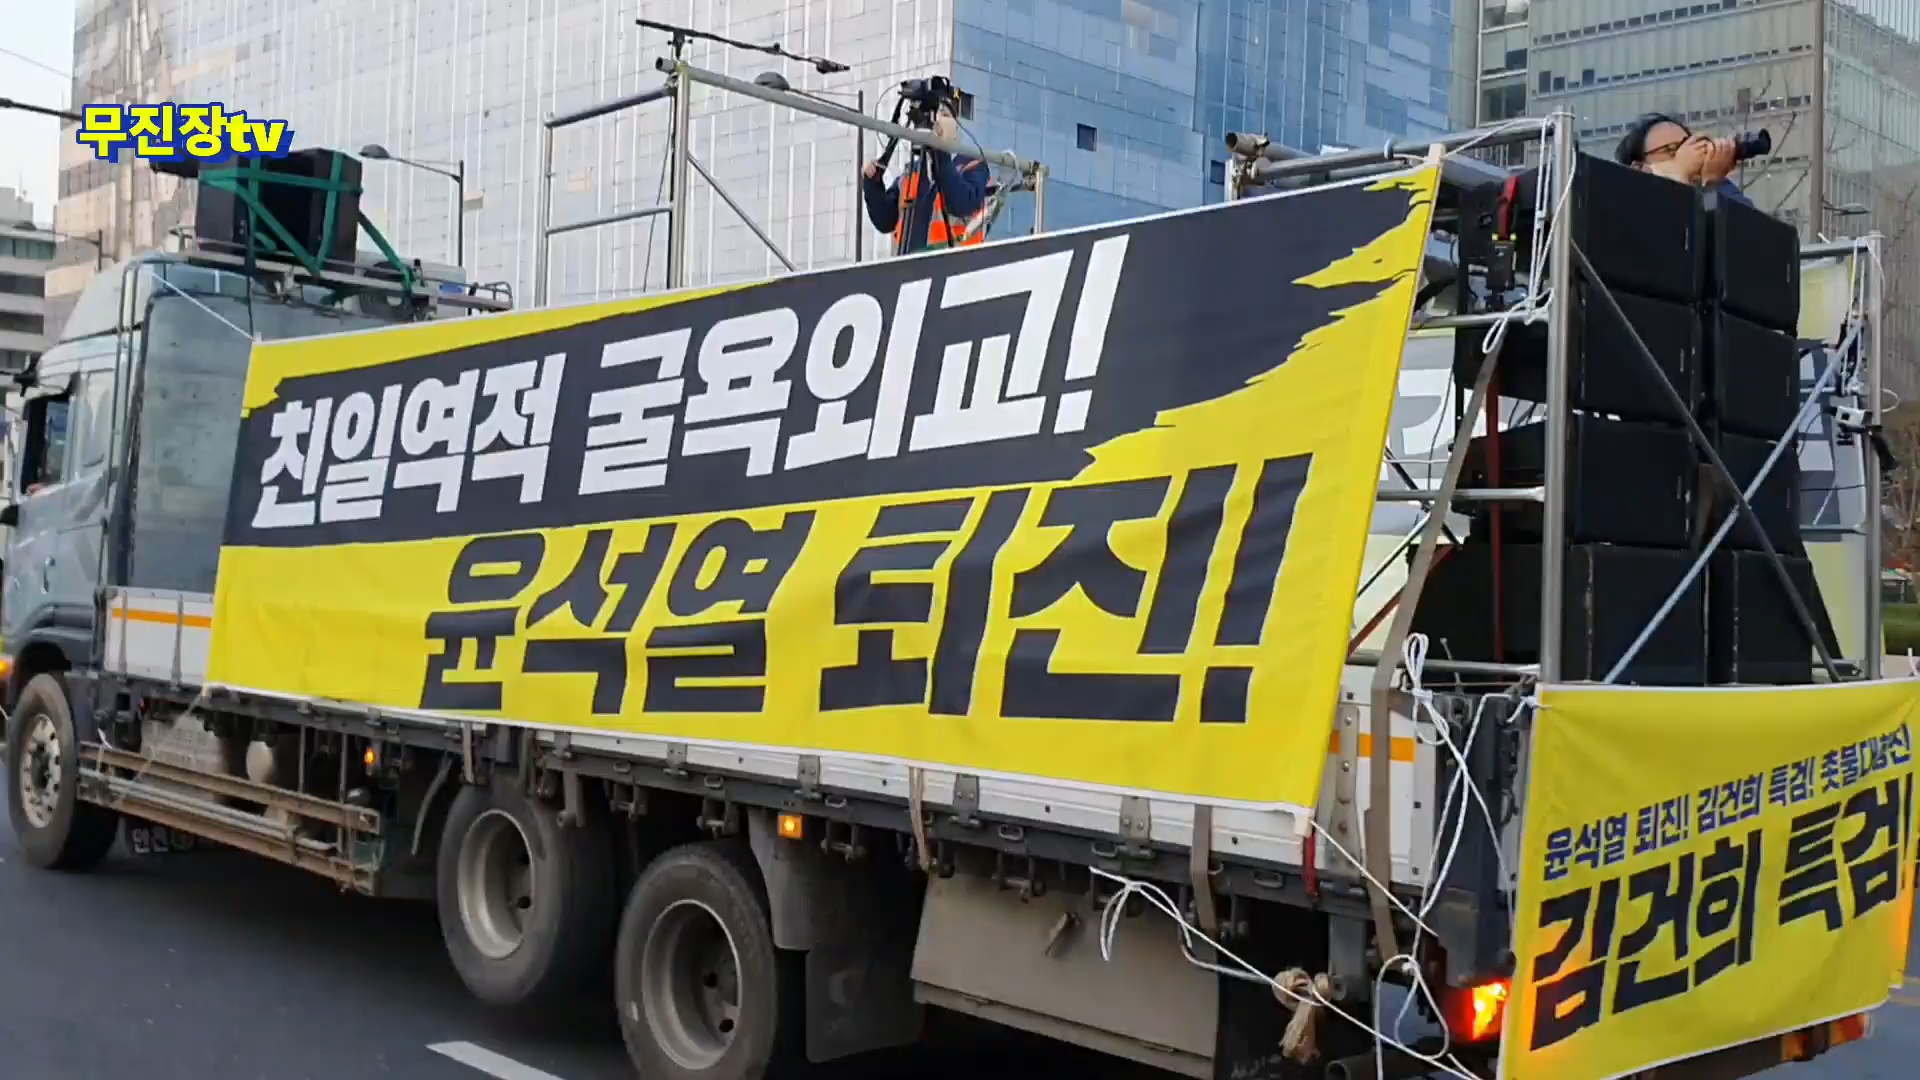 무진장tv
친일역적 굴욕외교!
윤석열 퇴진!!
윤석열 퇴진! 김건희 특검! 촛불대행진
김건희 특검!